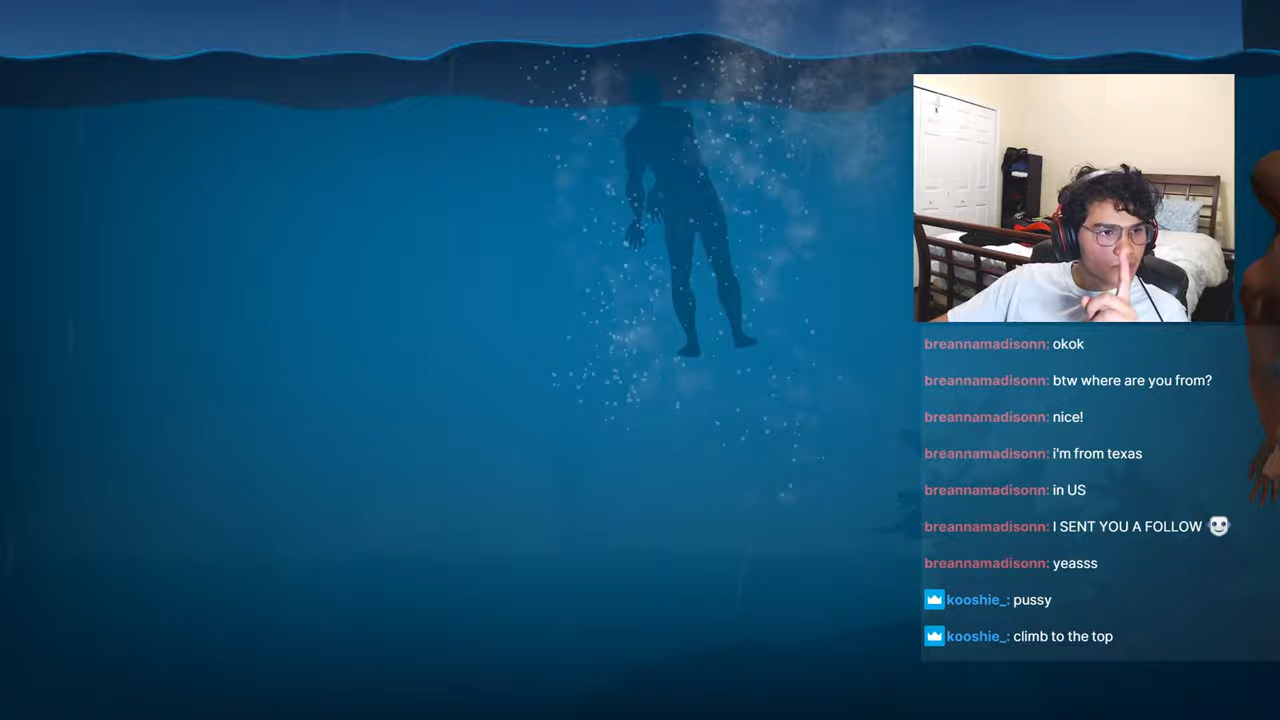 breannamadisonn: okok
breannamadisonn: btw where are you from?
breannamadisonn: nice!
breannamadisonn: i'm from texas
breannamadisonn: in US
breannamadisonn: I SENT YOU A FOLLOW
breannamadisonn: yeasss
kooshie_: pussy
kooshie_: climb to the top